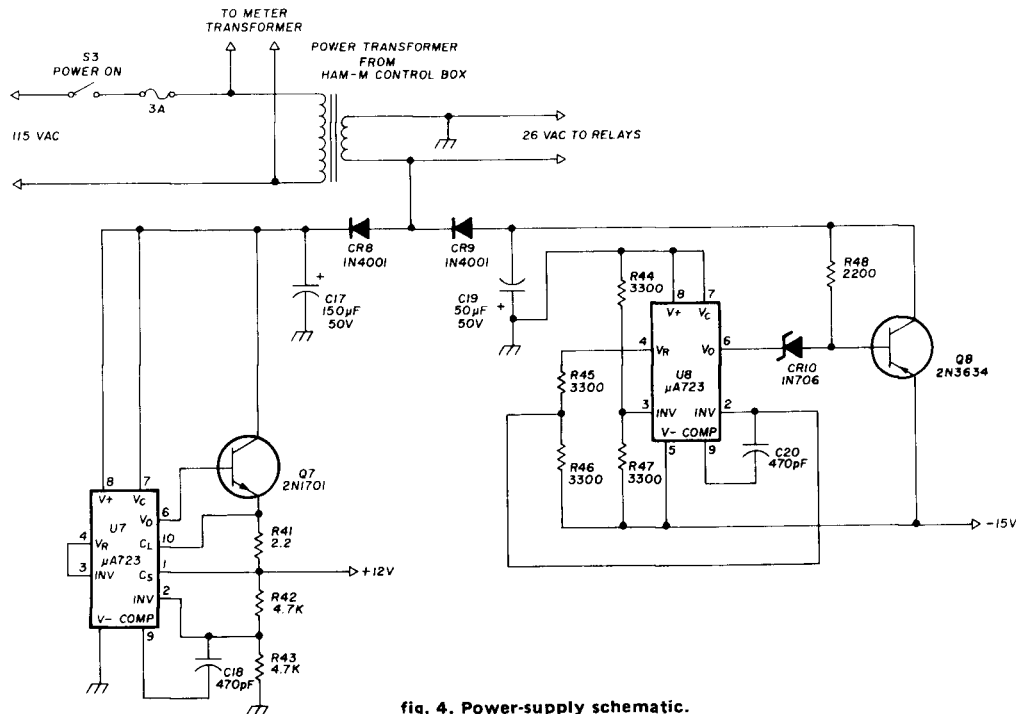 TO METER
TRANSFORMER
S3
POWER ON
3A
POWER TRANSFORMER
FROM
HAM-M CONTROL BOX
115 VAC
26 VAC TO RELAYS
CR8
1N4001
CR9
1N4001
C17
150µF
50V
C19
50µF
50V
R44
3300
R48
2200
8
7
V+
VC
4
VR
VO
6
U8
µA723
3
INV
INV
2
V-
COMP
5
9
R45
3300
R46
3300
R47
3300
CR10
1N706
Q8
2N3634
C20
470pF
-15V
Q7
2N1701
8
7
V+
VC
VO
6
U7
4
VR
CL
10
µA723
3
INV
CS
1
INV
2
V-
COMP
9
R41
2.2
+12V
R42
4.7K
R43
4.7K
C18
470pF
fig. 4. Power-supply schematic.